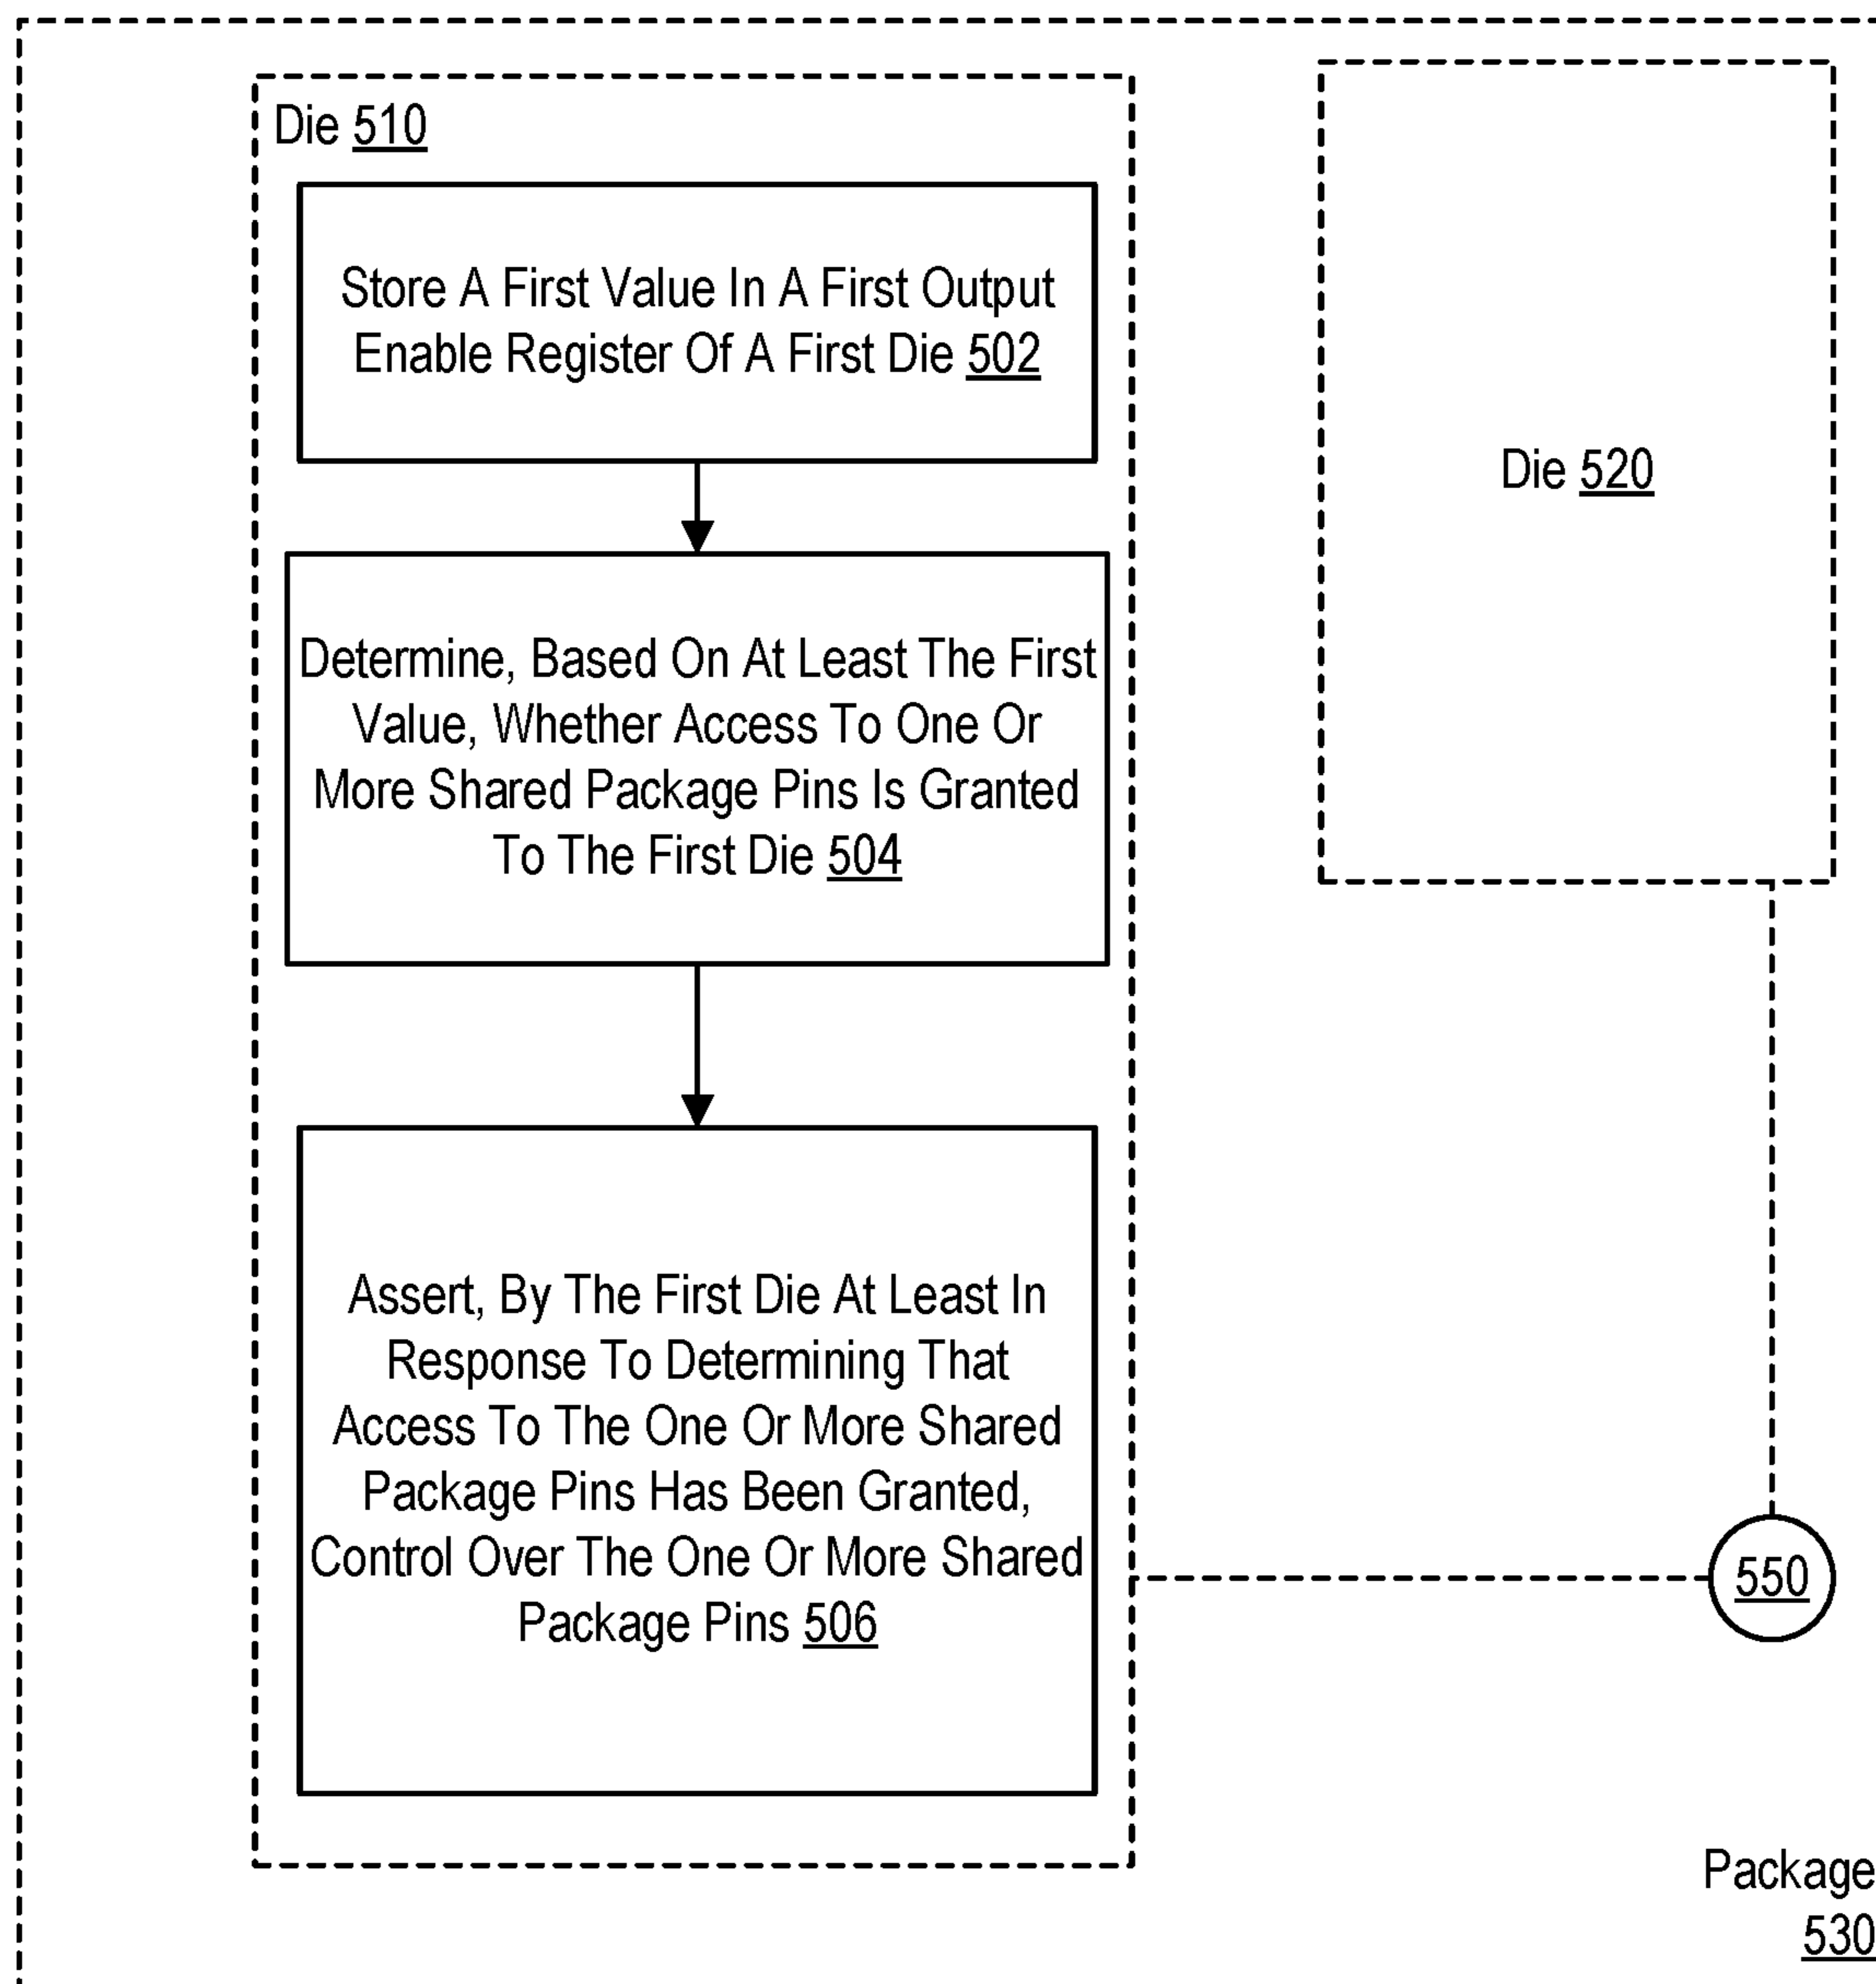 Die 510
Store A First Value In A First Output
Enable Register Of A First Die 502
Determine, Based On At Least The First
Value, Whether Access To One Or
More Shared Package Pins Is Granted
To The First Die 504
Assert, By The First Die At Least In
Response To Determining That
Access To The One Or More Shared
Package Pins Has Been Granted,
Control Over The One Or More Shared
Package Pins 506
Die 520
550
Package
530